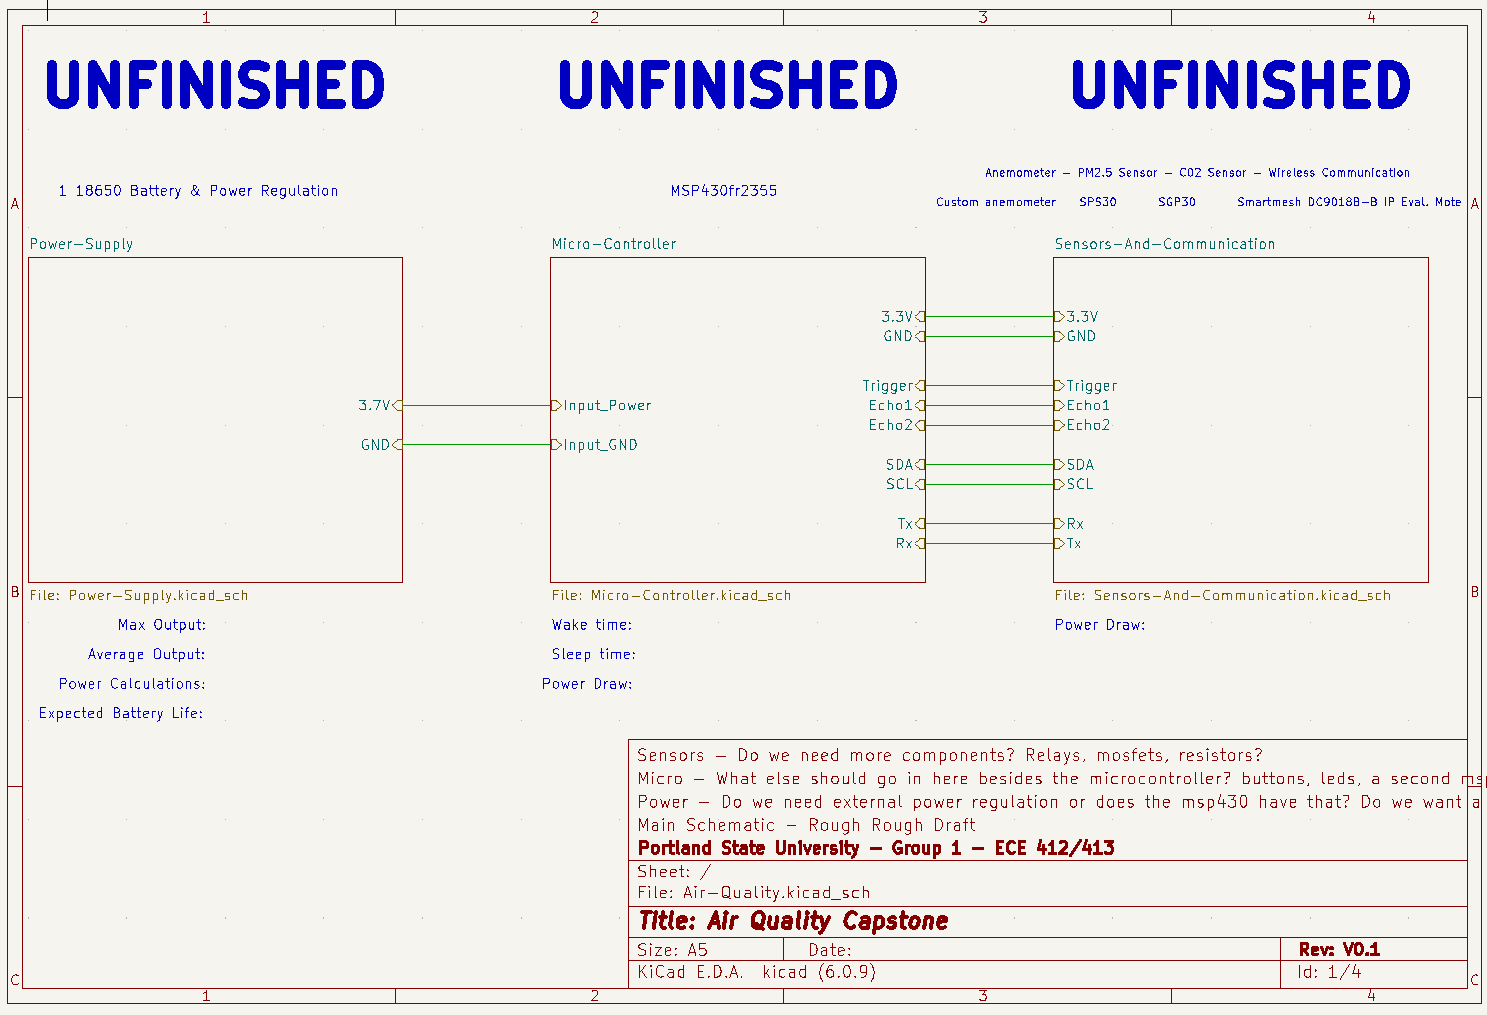 1 2 3 4
UNFINISHED UNFINISHED UNFINISHED
Anemometer – PM2.5 Sensor – CO2 Sensor – Wireless Communication
1 18650 Battery & Power Regulation MSP430fr2355
A Custom anemometer SPS30 SGP30 Smartmesh DC9018B–B IP Eval. Mote A
Power–Supply Micro–Controller Sensors–And–Communication
3.3V 3.3V
GND GND
Trigger Trigger
3.7V Input_Power Echo1 Echo1
Echo2 Echo2
GND Input_GND
SDA SDA
SCL SCL
Tx Rx
Rx Tx
B File: Power–Supply.kicad_sch File: Micro–Controller.kicad_sch File: Sensors–And–Communication.kicad_sch B
Max Output: Wake time: Power Draw:
Average Output: Sleep time:
Power Calculations: Power Draw:
Expected Battery Life:
Sensors – Do we need more components? Relays, mosfets, resistors?
Micro – What else should go in here besides the microcontroller? buttons, leds, a second
Power – Do we need external power regulation or does the msp430 have that? Do we want a
Main Schematic – Rough Rough Draft
Portland State University – Group 1 – ECE 412/413
Sheet: /
File: Air–Quality.kicad_sch
Title: Air Quality Capstone
Size: A5 Date: Rev: V0.1
KiCad E.D.A. kicad (6.0.9) Id: 1/4
C C
1 2 3 4